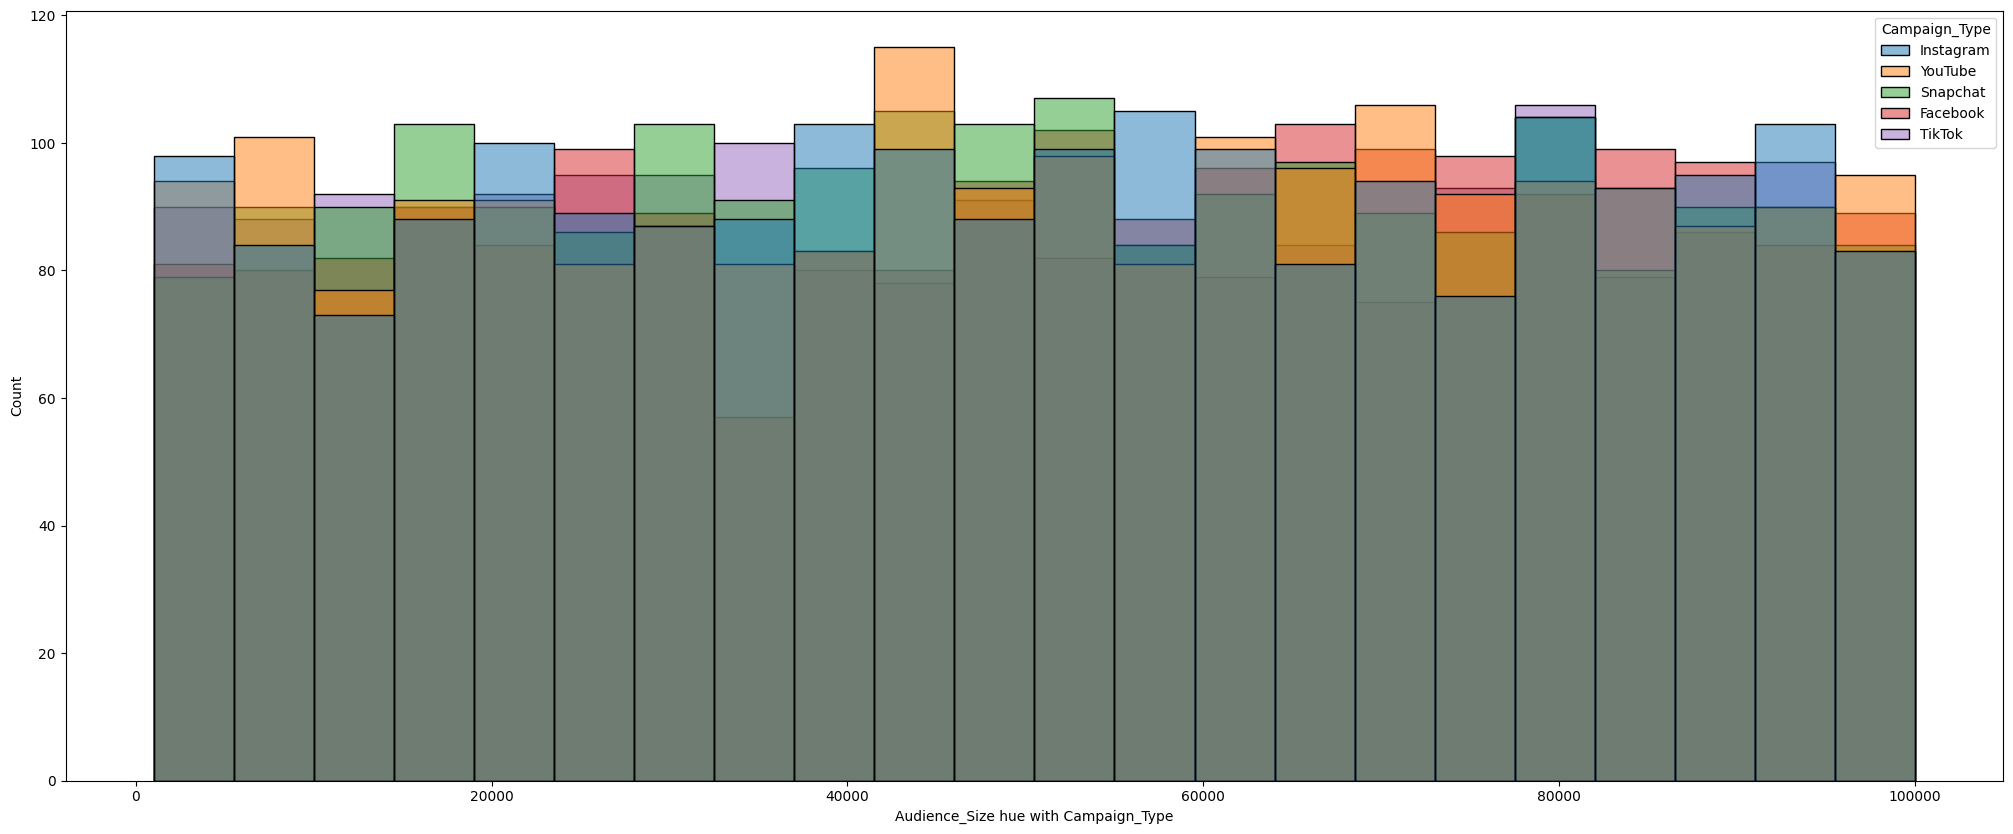 120
100
80
60
40
20
0
Count
0
20000
40000
60000
80000
100000
Audience_Size hue with Campaign_Type
Campaign_Type
Instagram
YouTube
Snapchat
Facebook
TikTok